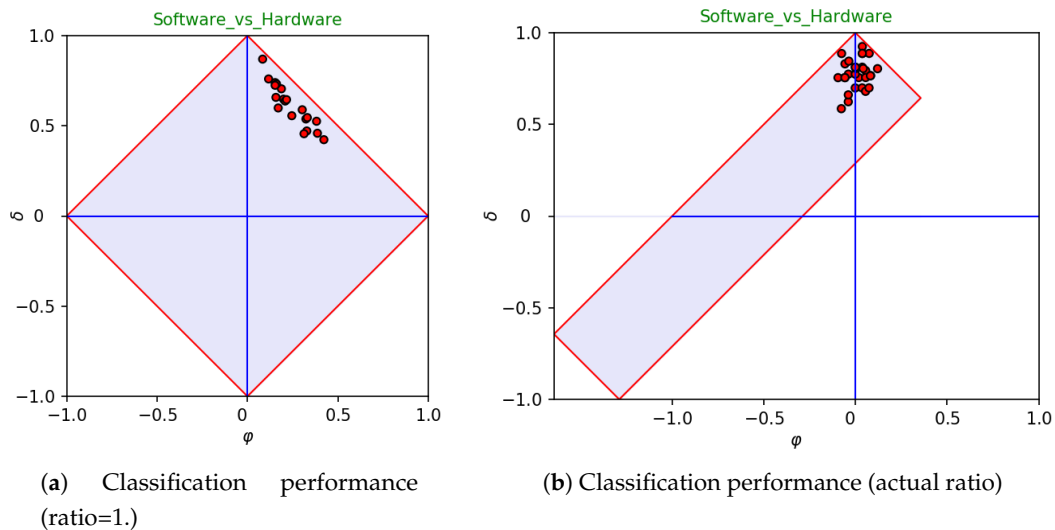 Software_vs_Hardware
1.0
0.5
0
−0.5
−1.0
δ
−1.0
−0.5
0
0.5
1.0
φ
Software_vs_Hardware
1.0
0.5
0
−0.5
−1.0
δ
−1.0
−0.5
0
0.5
1.0
φ
(a) Classification performance
(ratio=1.)
(b) Classification performance (actual ratio)